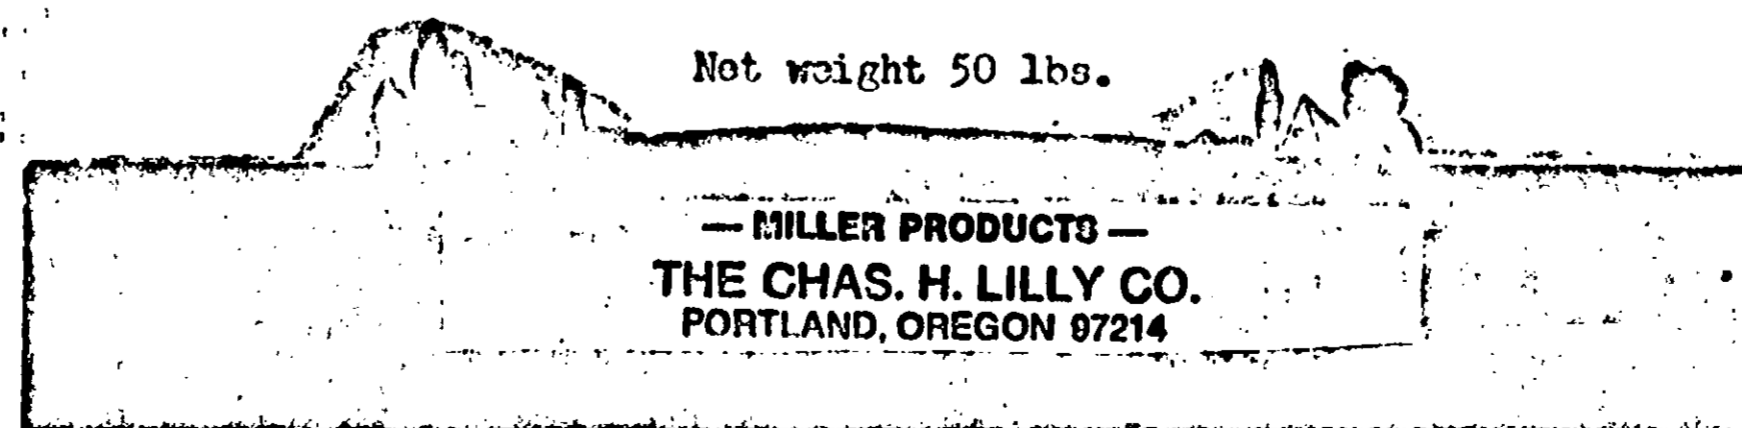 Net weight 50 lbs.
— MILLER PRODUCTS —
THE CHAS. H. LILLY CO.
PORTLAND, OREGON 97214